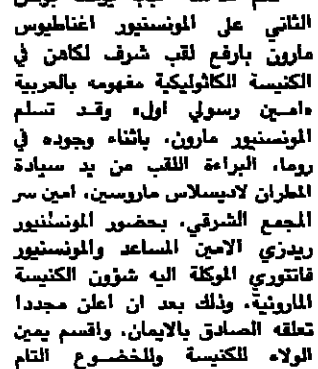 الثاني على المونسنيور اغناطيوس
مارون بارفع لقب شرف لكاهن في
الكنيسة الكاثوليكية مفهومه بالعربية
«امين رسولي اول» وقد تسلم
المونسنيور مارون، باثناء وجوده في
روما، البراءة اللقب من يد سيادة
المطران لاديسلاس ماروسين، امين سر
المجمع الشرقي، بحضور المونسنيور
ريدزي الامين المساعد والمونسنيور
فانتوري الموكلة اليه شؤون الكنيسة
المارونية، وذلك بعد ان اعلن مجددا
تعلقه الصادق بالايمان، واقسم يمين
الولاء للكنيسة وللخضوع التام